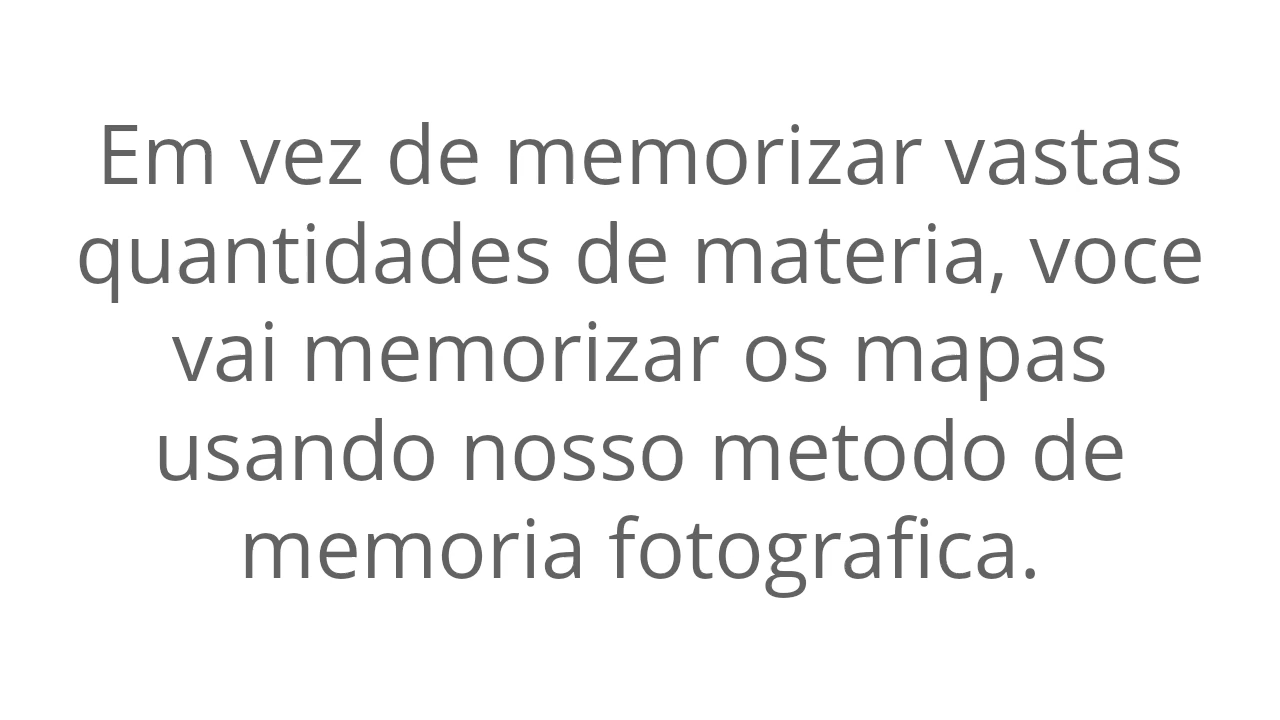 Em vez de memorizar vastas
quantidades de materia, voce
vai memorizar os mapas
usando nosso metodo de
memoria fotografica.